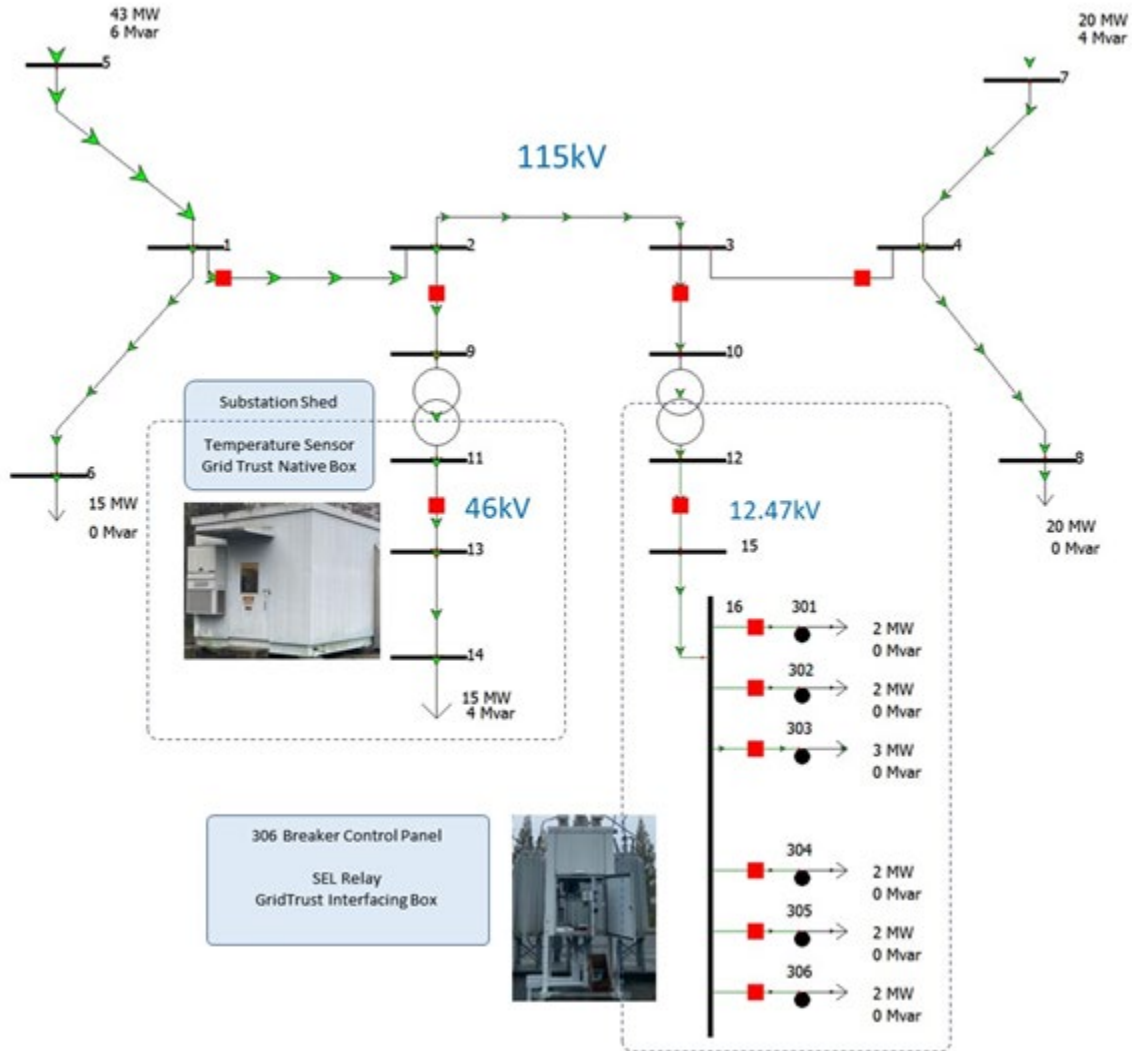 43 MW
6 Mvar
5
20 MW
4 Mvar
7
115kV
1
2
3
4
9
10
Substation Shed
Temperature Sensor
Grid Trust Native Box
11
12
6
8
15 MW
0 Mvar
46kV
12.47kV
20 MW
0 Mvar
13
15
14
15 MW
4 Mvar
16
301
2 MW
0 Mvar
302
2 MW
0 Mvar
303
3 MW
0 Mvar
306 Breaker Control Panel
SEL Relay
GridTrust Interfacing Box
304
2 MW
0 Mvar
305
2 MW
0 Mvar
306
2 MW
0 Mvar